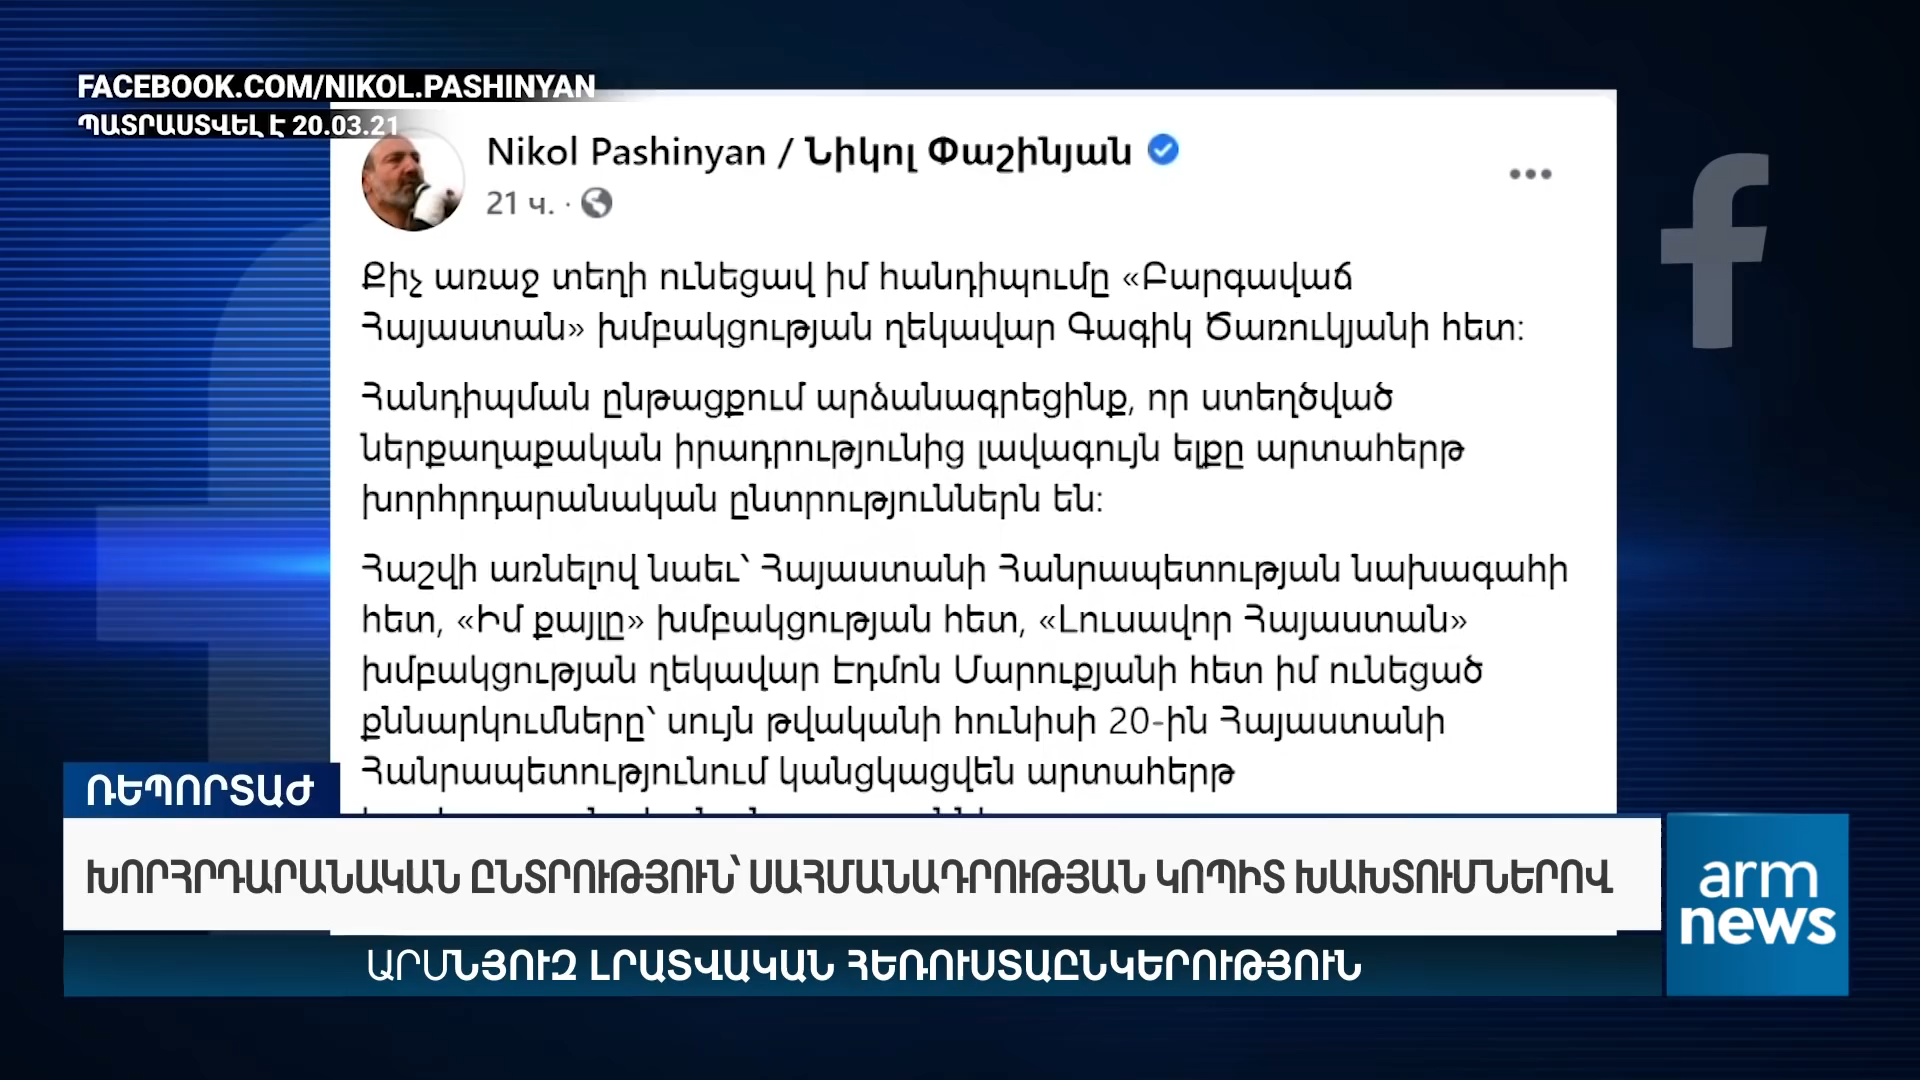 FACEBOOK.COM/NIKOL.PASHINYAN
ՊԱՏՐԱՍՏՎԵԼ Է 20.03.21
Nikol Pashinyan / Նիկոլ Փաշինյան
21 ч. ·
Քիչ առաջ տեղի ունեցավ իմ հանդիպումը «Բարգավաճ
Հայաստան» խմբակցության ղեկավար Գագիկ Ծառուկյանի հետ:
Հանդիպման ընթացքում արձանագրեցինք, որ ստեղծված
ներքաղաքական իրադրությունից լավագույն ելքը արտահերթ
խորհրդարանական ընտրություններն են:
Հաշվի առնելով նաեւ՝ Հայաստանի Հանրապետության նախագահի
հետ, «Իմ քայլը» խմբակցության հետ, «Լուսավոր Հայաստան»
խմբակցության ղեկավար Էդմոն Մարուքյանի հետ իմ ունեցած
քննարկումները՝ սույն թվականի հունիսի 20-ին Հայաստանի
Հանրապետությունում կանցկացվեն արտահերթ
ՌԵՊՈՐՏԱԺ
ԽՈՐՀՐԴԱՐԱՆԱԿԱՆ ԸՆՏՐՈՒԹՅՈՒՆ՝ ՍԱՀՄԱՆԱԴՐՈՒԹՅԱՆ ԿՈՊԻՏ ԽԱԽՏՈՒՄՆԵՐՈՎ
arm
news
ԱՐՄՆՅՈՒԶ ԼՐԱՏՎԱԿԱՆ ՀԵՌՈՒՍՏԱԸՆԿԵՐՈՒԹՅՈՒՆ